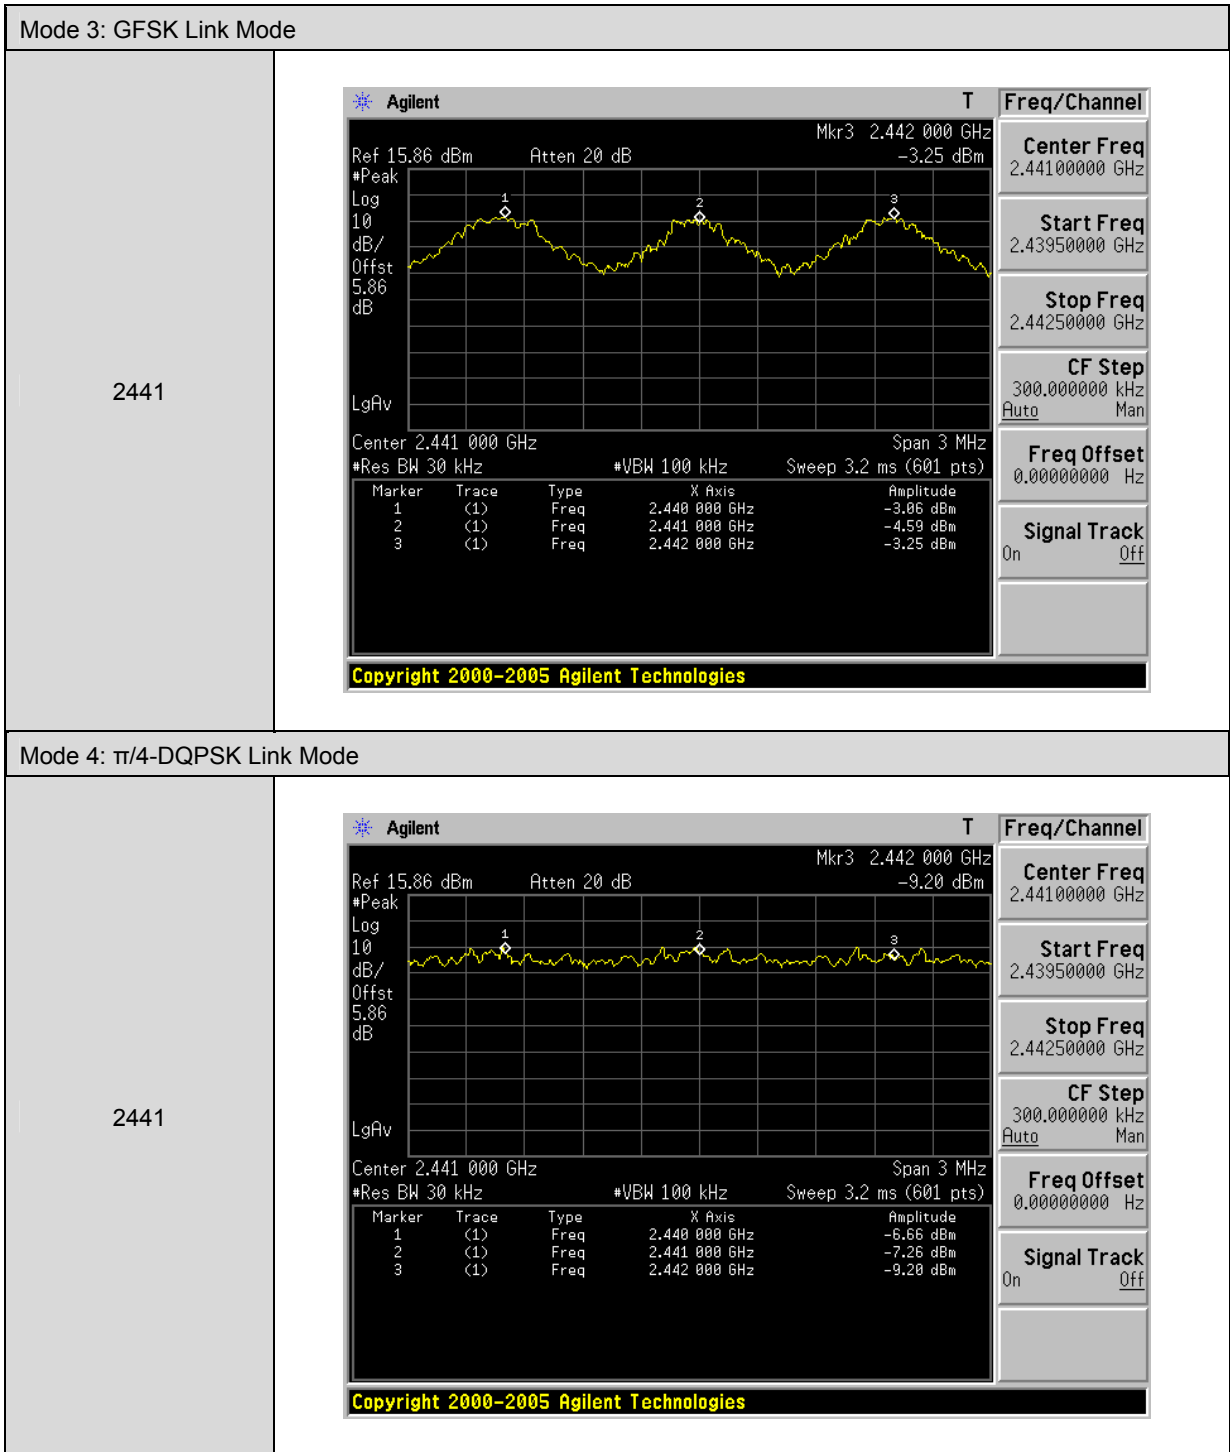 Mode 3: GFSK Link Mode
2441
Agilent T
Mkr3 2.442 000 GHz
Ref 15.86 dBm Atten 20 dB -3.25 dBm
#Peak
Log
10
dB/
Offst
5.86
dB
LgAv
1
2
3
Center 2.441 000 GHz Span 3 MHz
#Res BW 30 kHz #VBW 100 kHz Sweep 3.2 ms (601 pts)
Marker Trace Type X Axis Amplitude
1 (1) Freq 2.440 000 GHz -3.06 dBm
2 (1) Freq 2.441 000 GHz -4.59 dBm
3 (1) Freq 2.442 000 GHz -3.25 dBm
Copyright 2000-2005 Agilent Technologies
Freq/Channel
Center Freq
2.44100000 GHz
Start Freq
2.43950000 GHz
Stop Freq
2.44250000 GHz
CF Step
300.000000 kHz
Auto Man
Freq Offset
0.00000000 Hz
Signal Track
On Off
Mode 4: π/4-DQPSK Link Mode
2441
Agilent T
Mkr3 2.442 000 GHz
Ref 15.86 dBm Atten 20 dB -9.20 dBm
#Peak
Log
10
dB/
Offst
5.86
dB
LgAv
1
2
3
Center 2.441 000 GHz Span 3 MHz
#Res BW 30 kHz #VBW 100 kHz Sweep 3.2 ms (601 pts)
Marker Trace Type X Axis Amplitude
1 (1) Freq 2.440 000 GHz -6.66 dBm
2 (1) Freq 2.441 000 GHz -7.26 dBm
3 (1) Freq 2.442 000 GHz -9.20 dBm
Copyright 2000-2005 Agilent Technologies
Freq/Channel
Center Freq
2.44100000 GHz
Start Freq
2.43950000 GHz
Stop Freq
2.44250000 GHz
CF Step
300.000000 kHz
Auto Man
Freq Offset
0.00000000 Hz
Signal Track
On Off